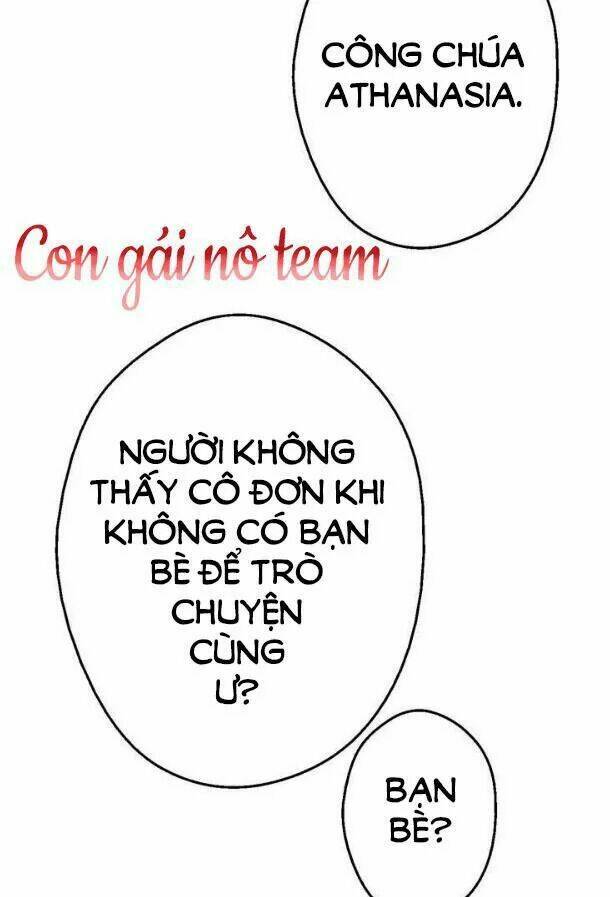 CÔNG CHÚA
ATHANASIA.
Con gái nô team
NGƯỜI KHÔNG
THẤY CÔ ĐƠN KHI
KHÔNG CÓ BẠN
BÈ ĐỂ TRÒ
CHUYỆN
CÙNG
Ư?
BẠN
BÈ?